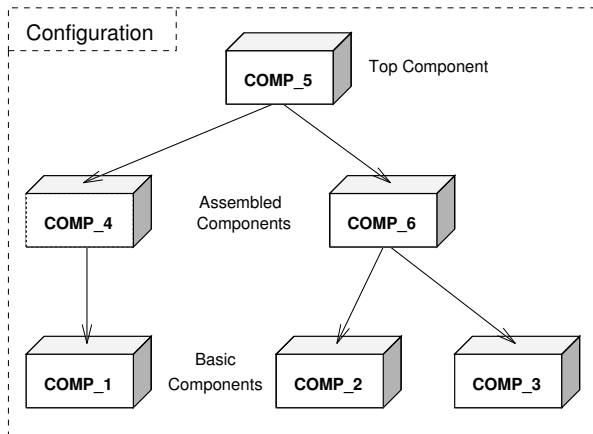 Configuration
COMP_5
Top Component
COMP_4
Assembled
Components
COMP_6
COMP_1
Basic
Components
COMP_2
COMP_3